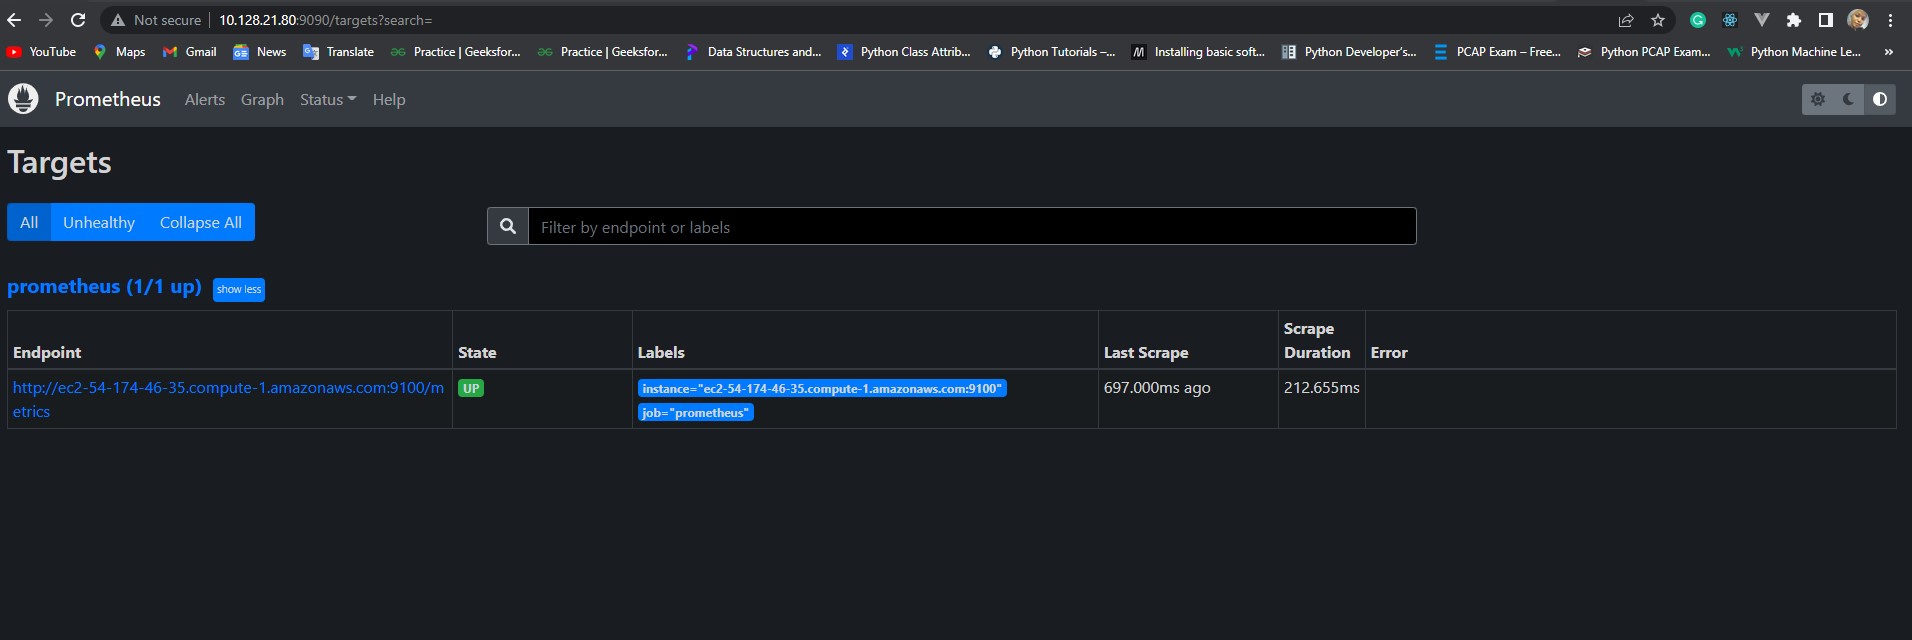 Not secure 10.128.21.80:9090/targets?search=
YouTube Maps Gmail News Translate Practice | Geeksfor... Practice | Geeksfor... Data Structures and... Python Class Attrib... Python Tutorials –... Installing basic soft... Python Developer's... PCAP Exam – Free... Python PCAP Exam... Python Machine Le... »
Prometheus Alerts Graph Status Help
Targets
All Unhealthy Collapse All
Filter by endpoint or labels
prometheus (1/1 up) show less
Endpoint State Labels Last Scrape Scrape Duration Error
http://ec2-54-174-46-35.compute-1.amazonaws.com:9100/m
etrics
UP
instance="ec2-54-174-46-35.compute-1.amazonaws.com:9100"
job="prometheus"
697.000ms ago
212.655ms